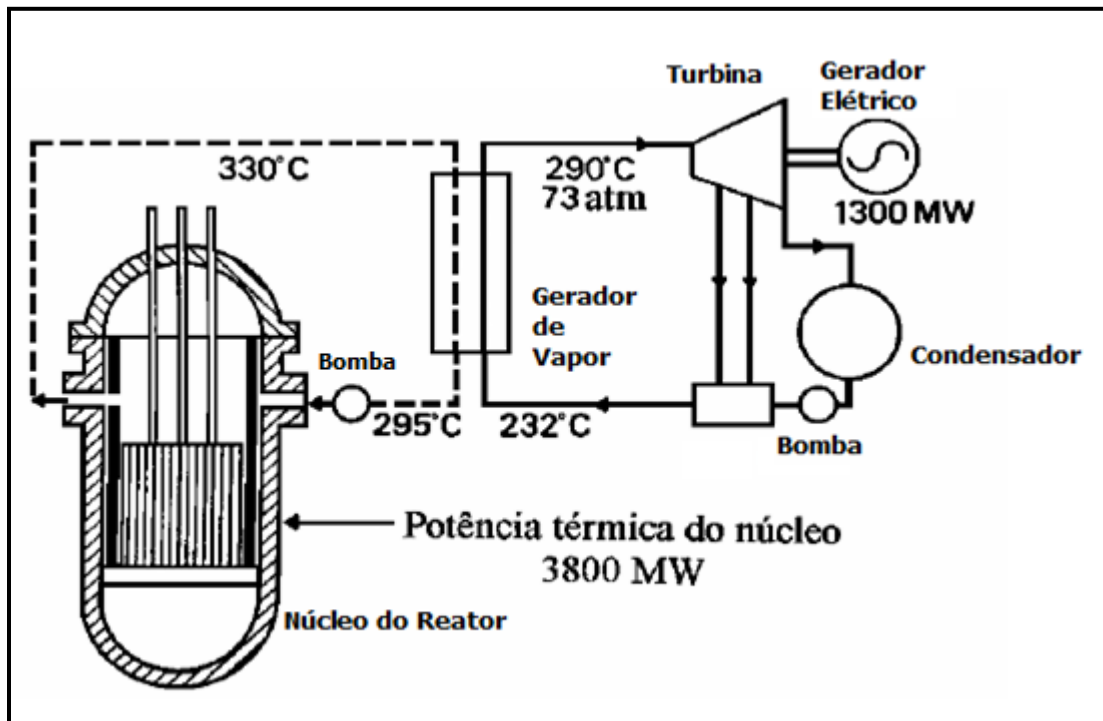 Turbina
Gerador
Elétrico
330°C
290°C
73 atm
1300 MW
Gerador
de
Vapor
Condensador
Bomba
295°C
232°C
Bomba
Potência térmica do núcleo
3800 MW
Núcleo do Reator